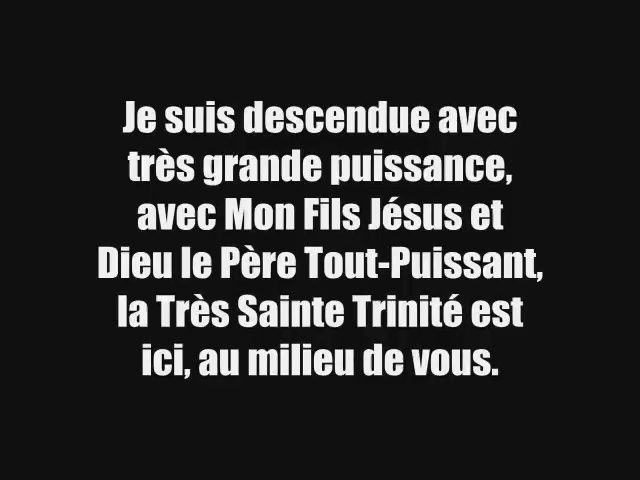 Je suis descendue avec
très grande puissance,
avec Mon Fils Jésus et
Dieu le Père Tout-Puissant,
la Très Sainte Trinité est
ici, au milieu de vous.